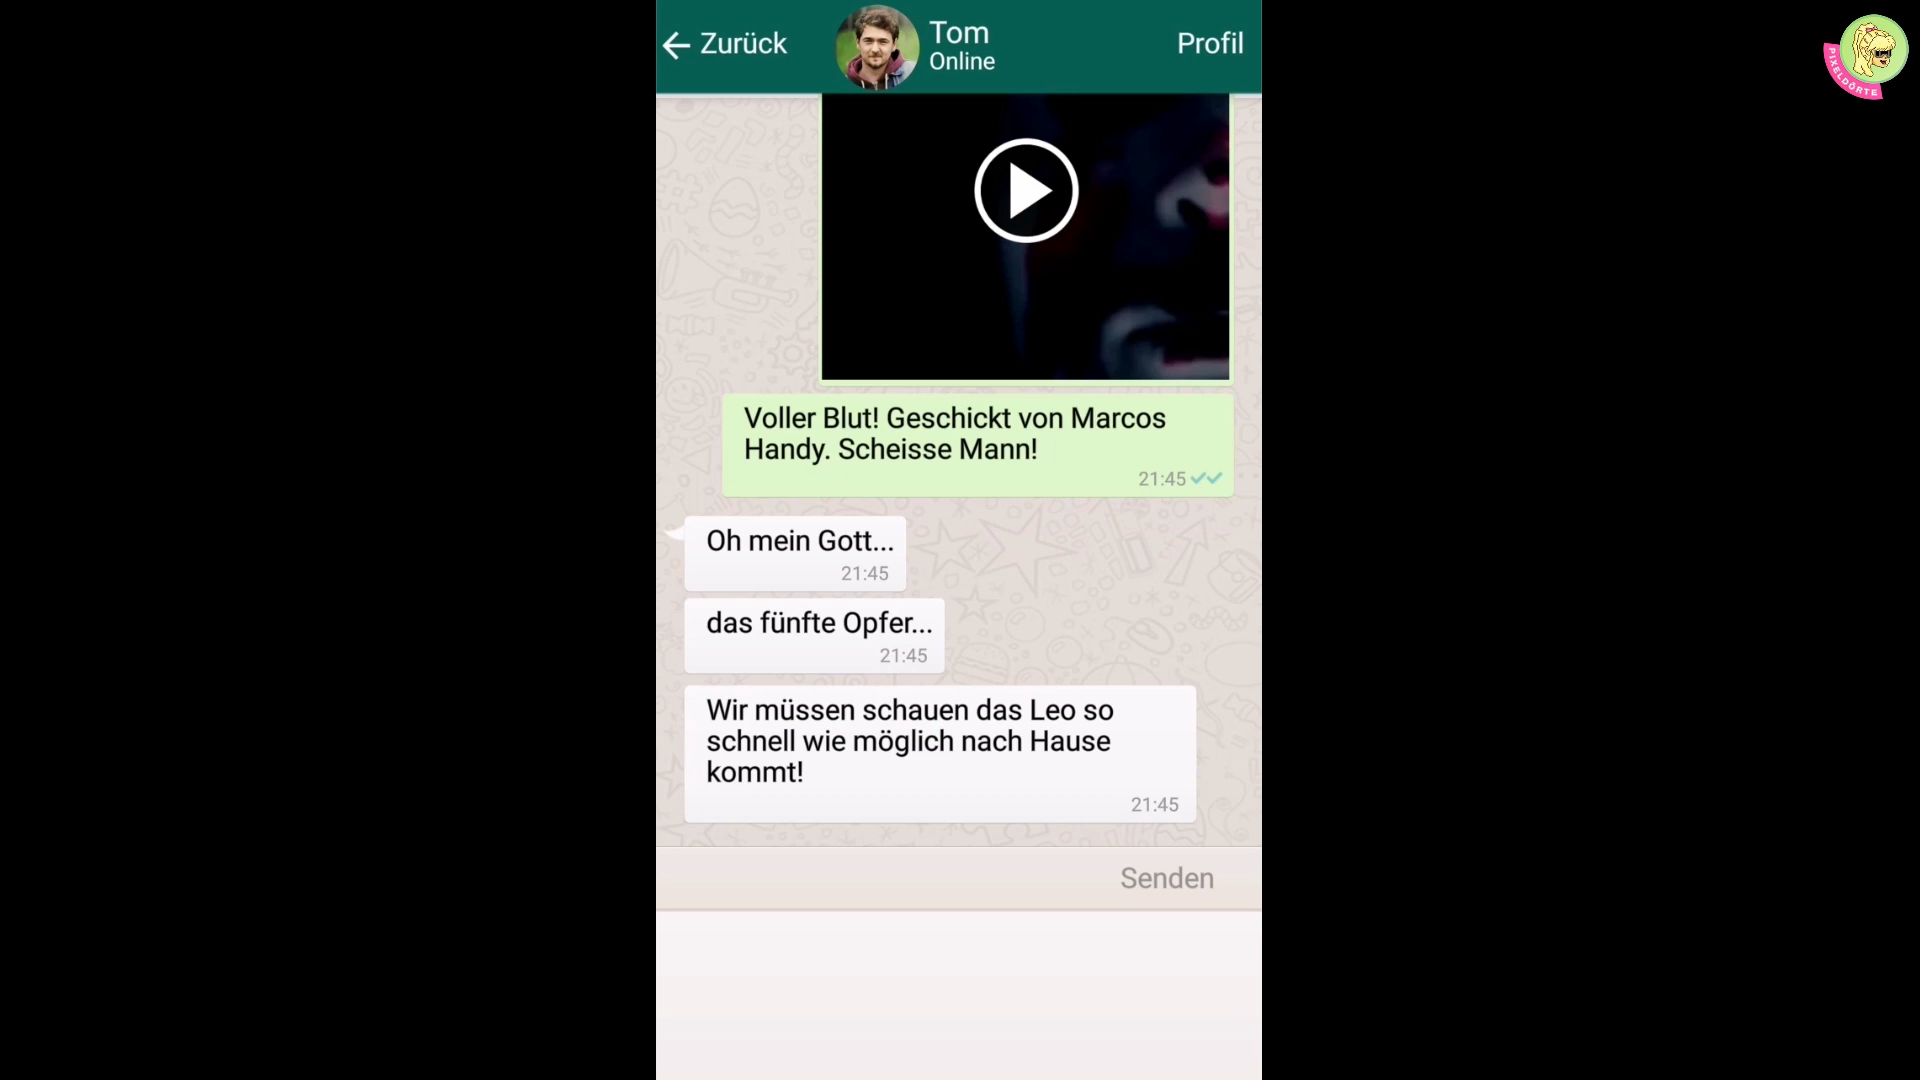 Zurück
Tom
Online
Profil
Voller Blut! Geschickt von Marcos
Handy. Scheisse Mann!
21:45
Oh mein Gott...
21:45
das fünfte Opfer...
21:45
Wir müssen schauen das Leo so
schnell wie möglich nach Hause
kommt!
21:45
Senden
PIXELDÖRTE